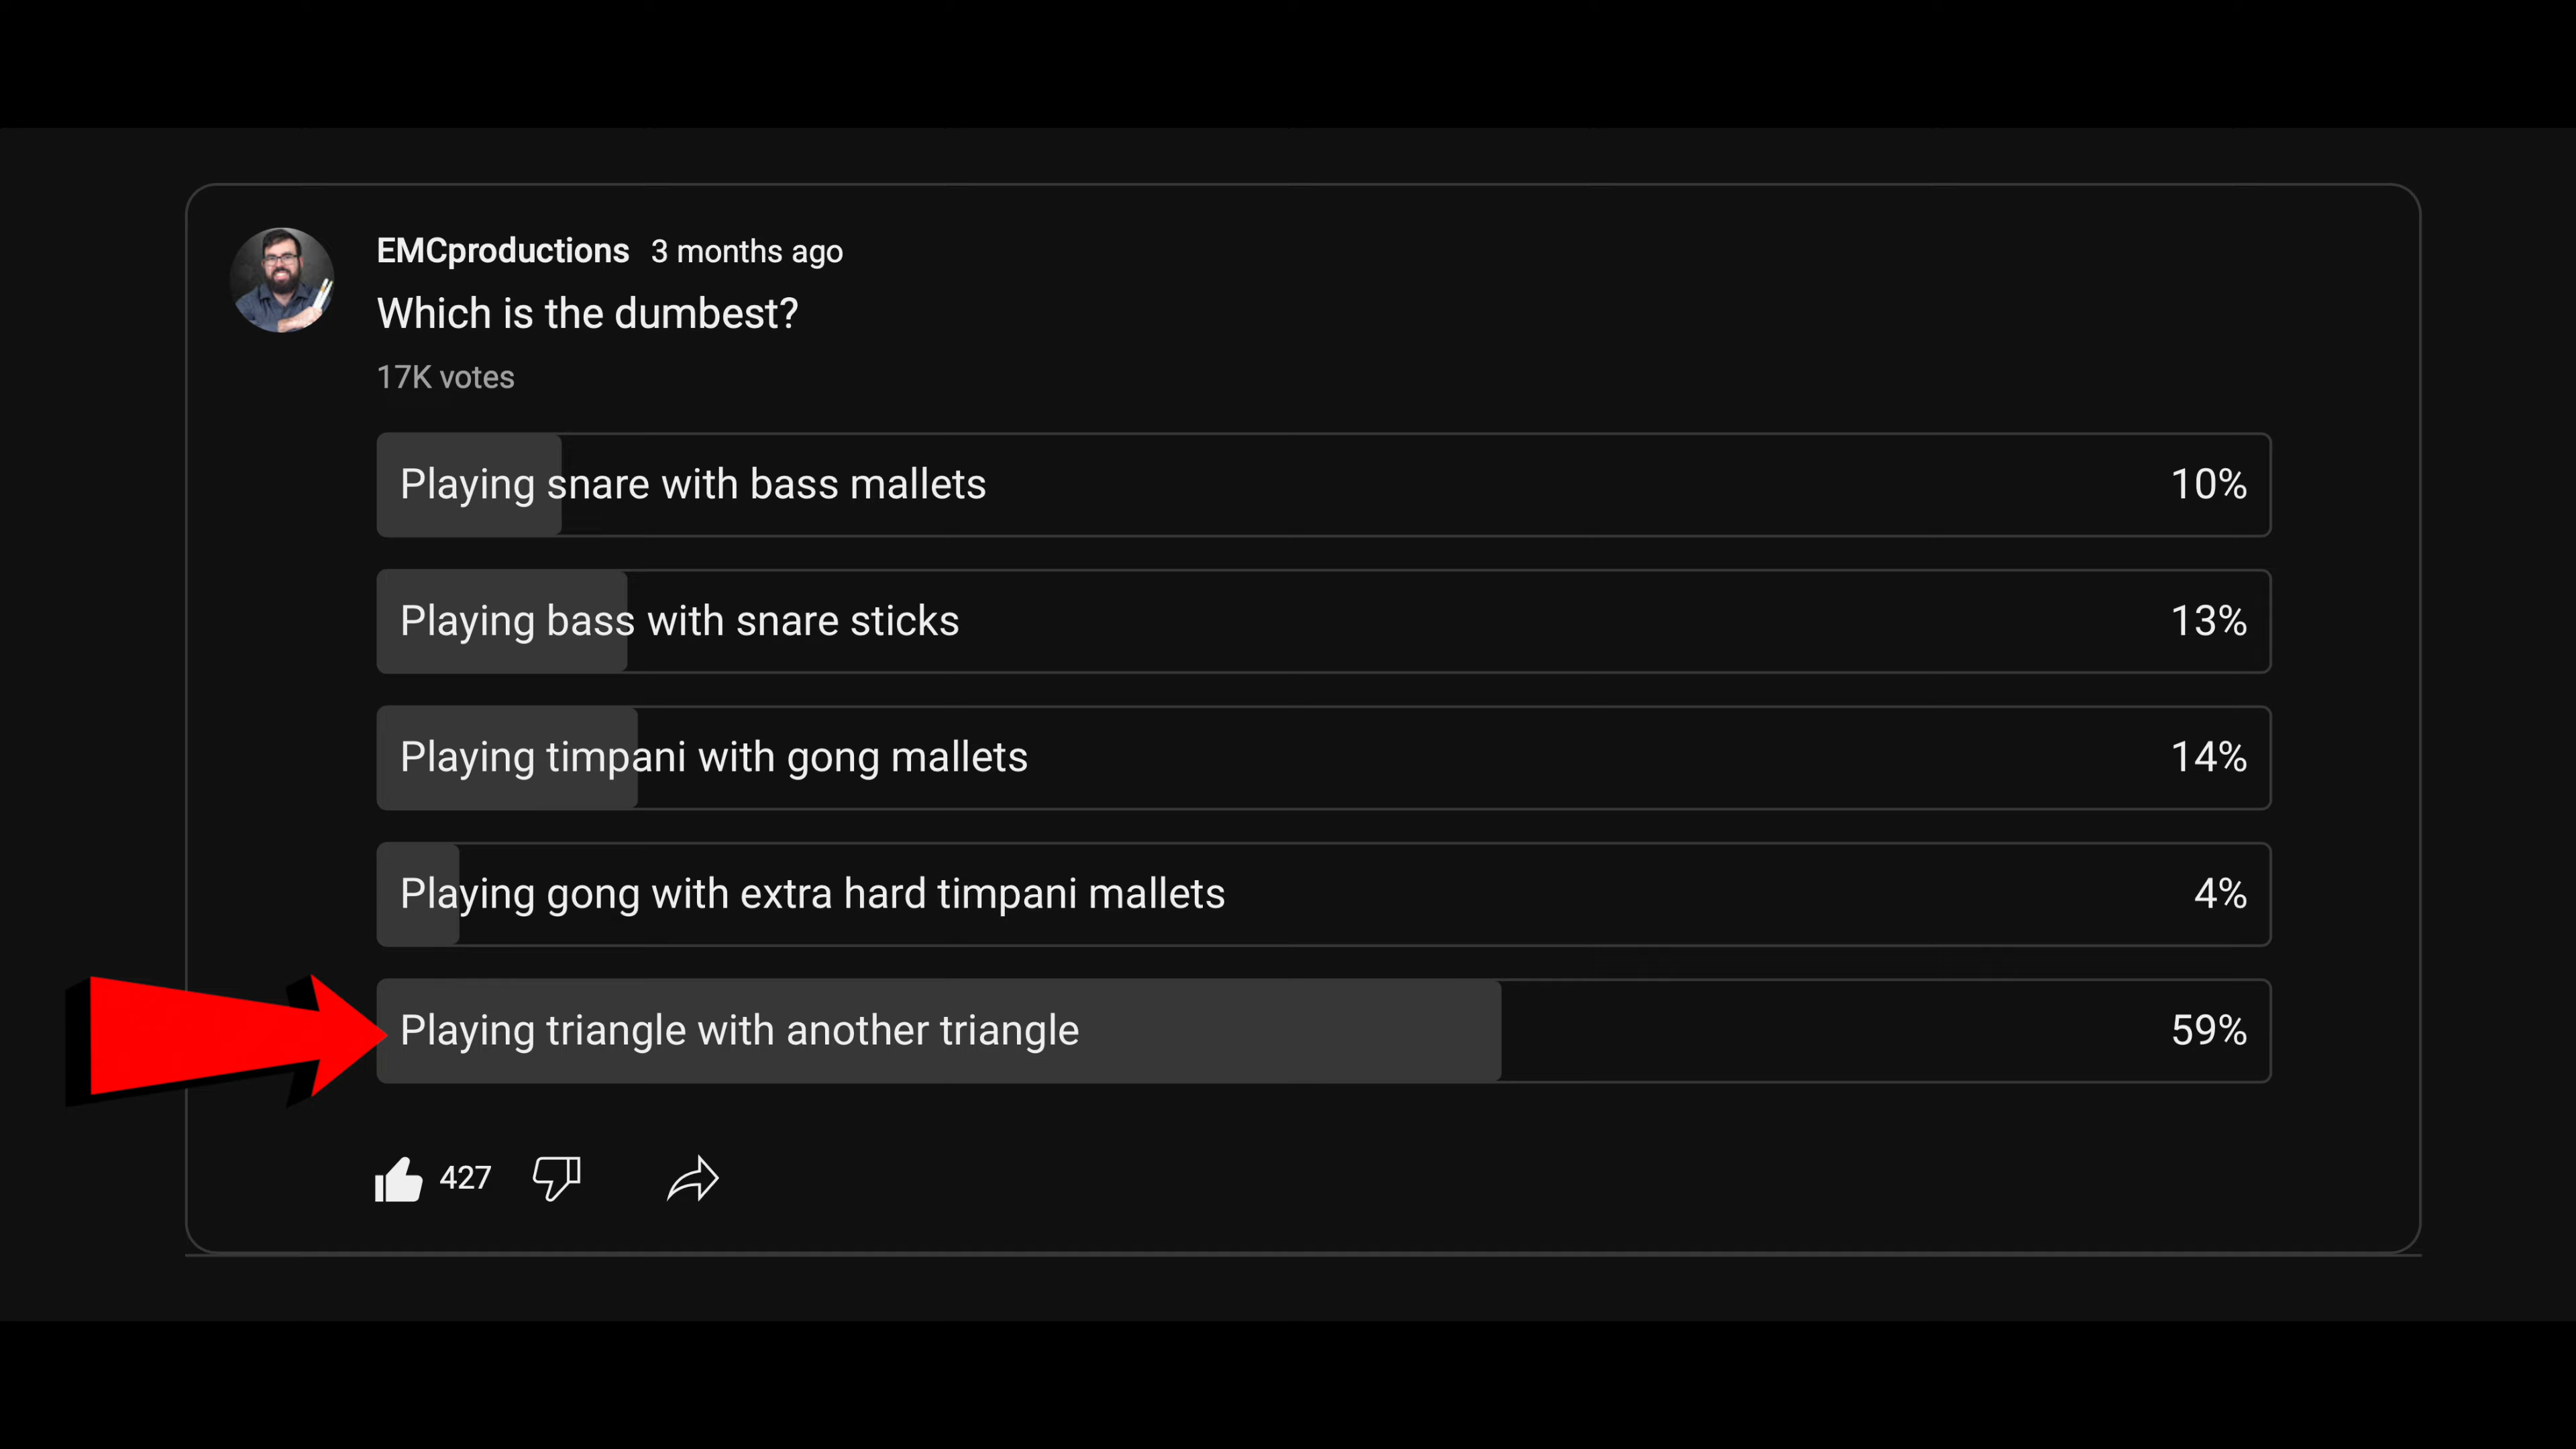 EMCproductions 3 months ago
Which is the dumbest?
17K votes
Playing snare with bass mallets 10%
Playing bass with snare sticks 13%
Playing timpani with gong mallets 14%
Playing gong with extra hard timpani mallets 4%
Playing triangle with another triangle 59%
427